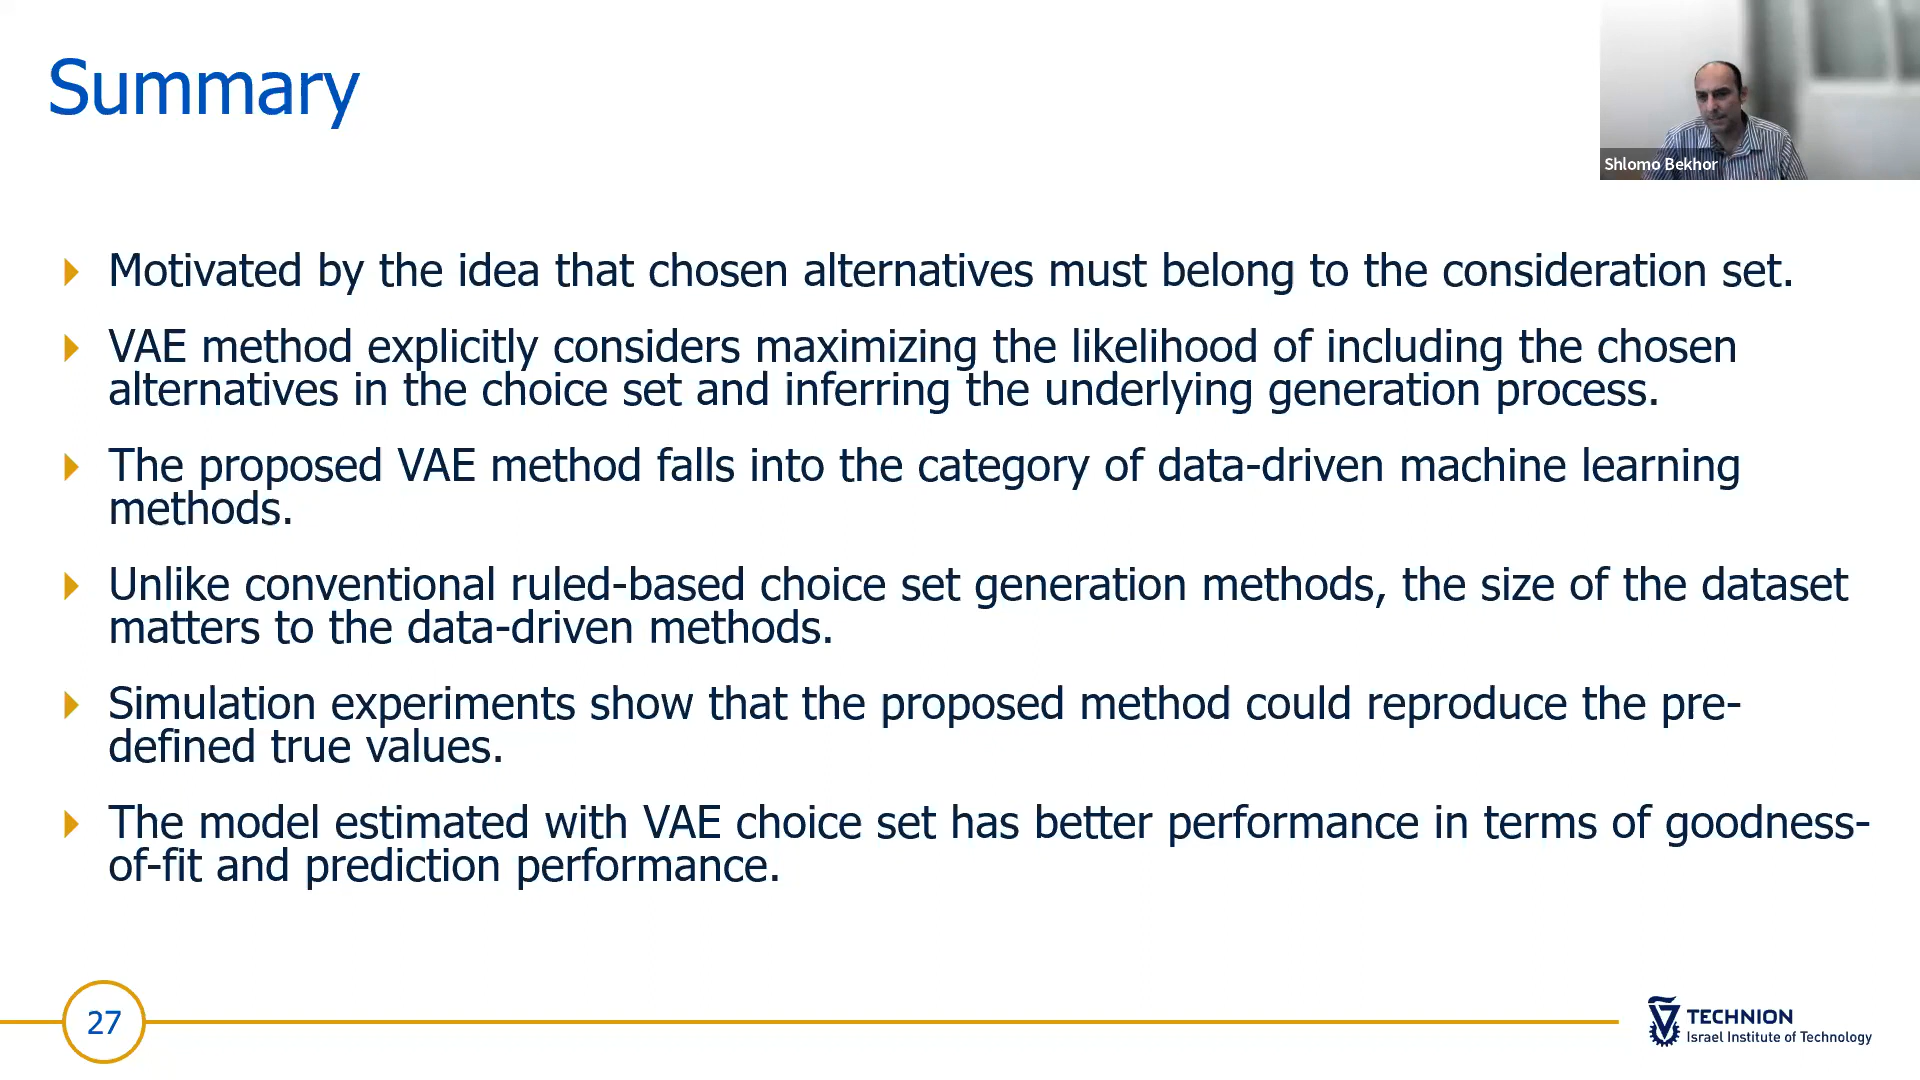 Summary
Shlomo Bekhor
Motivated by the idea that chosen alternatives must belong to the consideration set.
VAE method explicitly considers maximizing the likelihood of including the chosen
alternatives in the choice set and inferring the underlying generation process.
The proposed VAE method falls into the category of data-driven machine learning
methods.
Unlike conventional ruled-based choice set generation methods, the size of the dataset
matters to the data-driven methods.
Simulation experiments show that the proposed method could reproduce the pre-
defined true values.
The model estimated with VAE choice set has better performance in terms of goodness-
of-fit and prediction performance.
27
TECHNION
Israel Institute of Technology